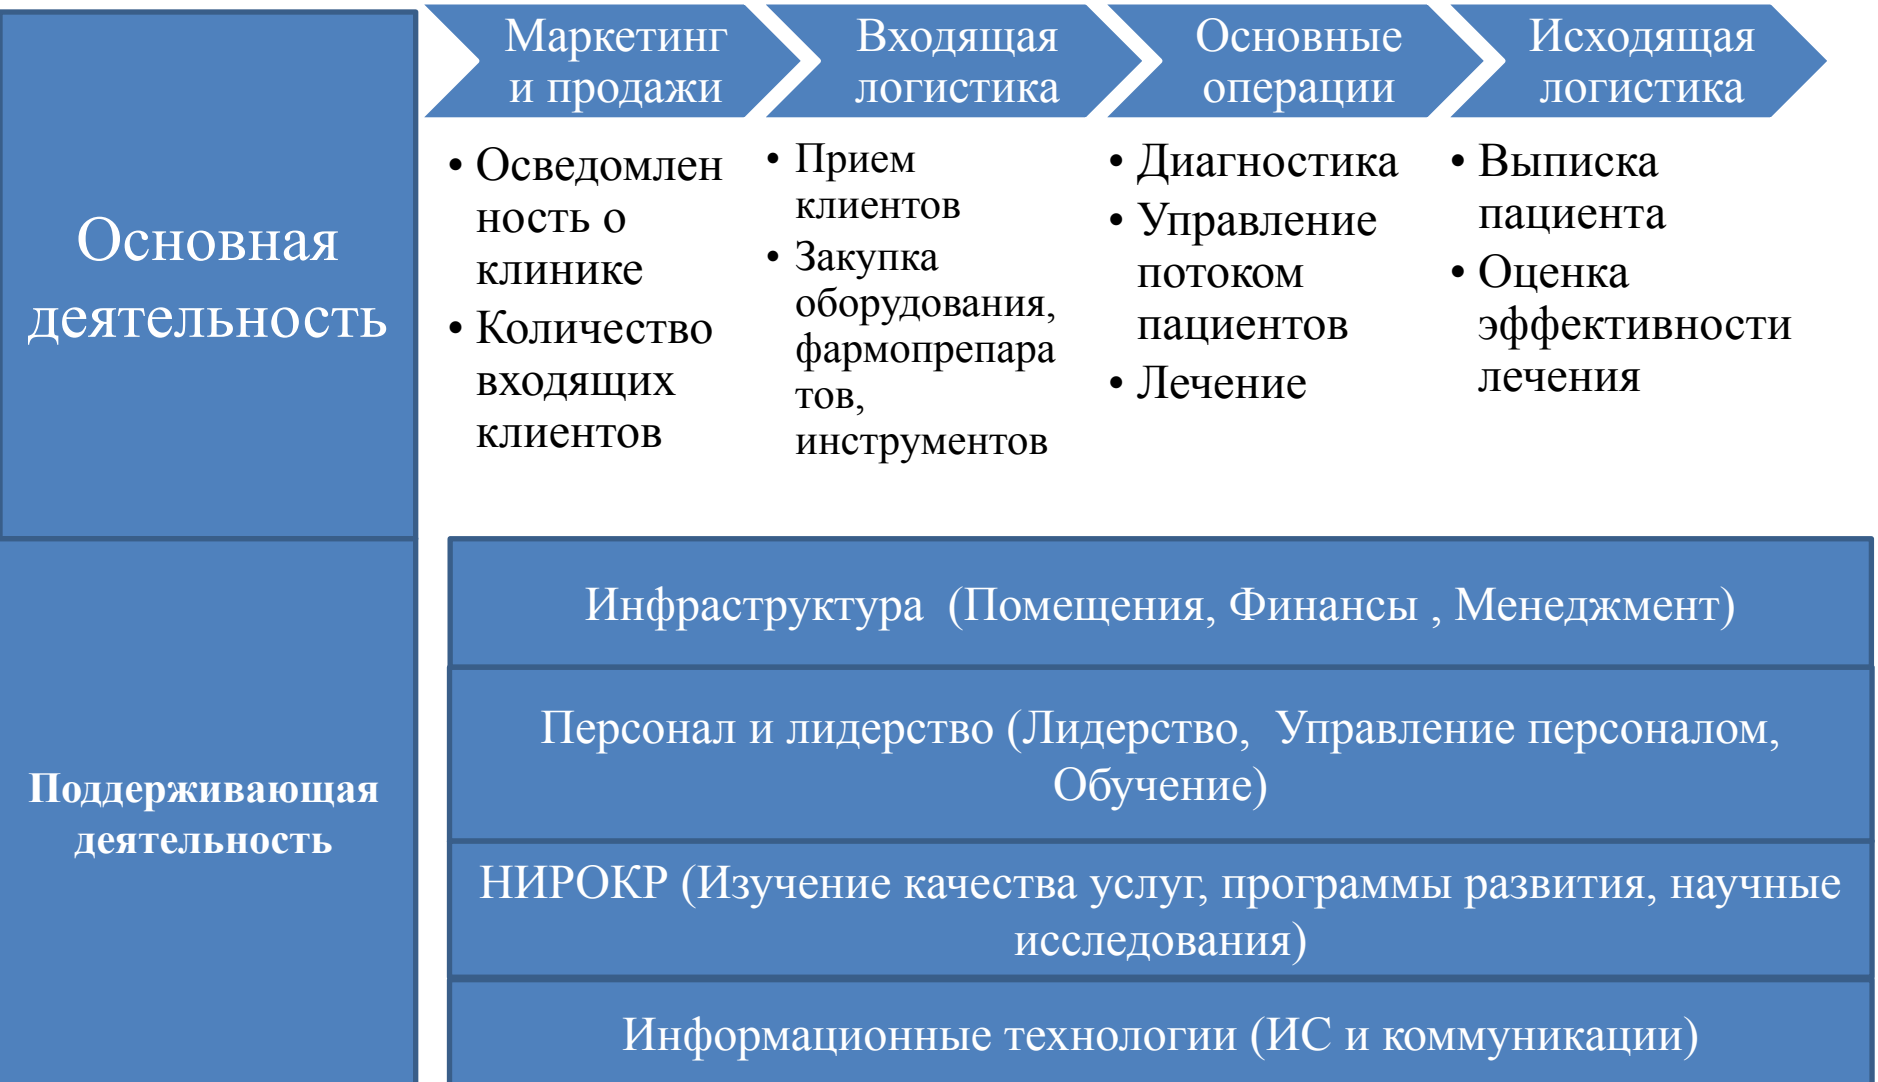 Основная
деятельность
Маркетинг
и продажи
• Осведомлен
ность о
клинике
• Количество
входящих
клиентов
Входящая
логистика
• Прием
клиентов
• Закупка
оборудования,
фармопрепара
тов,
инструментов
Основные
операции
• Диагностика
• Управление
потоком
пациентов
• Лечение
Исходящая
логистика
• Выписка
пациента
• Оценка
эффективности
лечения
Поддерживающая
деятельность
Инфраструктура (Помещения, Финансы , Менеджмент)
Персонал и лидерство (Лидерство, Управление персоналом,
Обучение)
НИРОКР (Изучение качества услуг, программы развития, научные
исследования)
Информационные технологии (ИС и коммуникации)